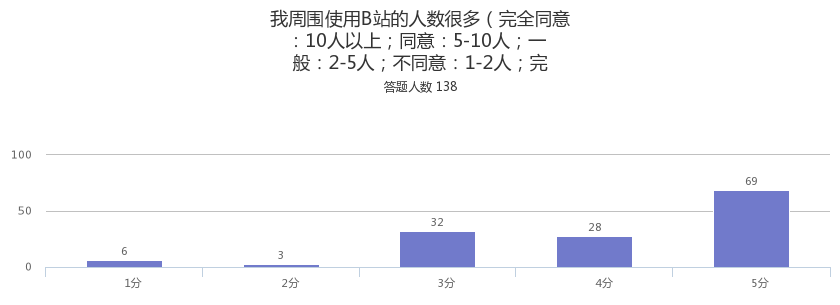 我周围使用B站的人数很多（完全同意
：10人以上；同意：5-10人；一
般：2-5人；不同意：1-2人；完
答题人数 138
100
50
0
6
3
32
28
69
1分
2分
3分
4分
5分